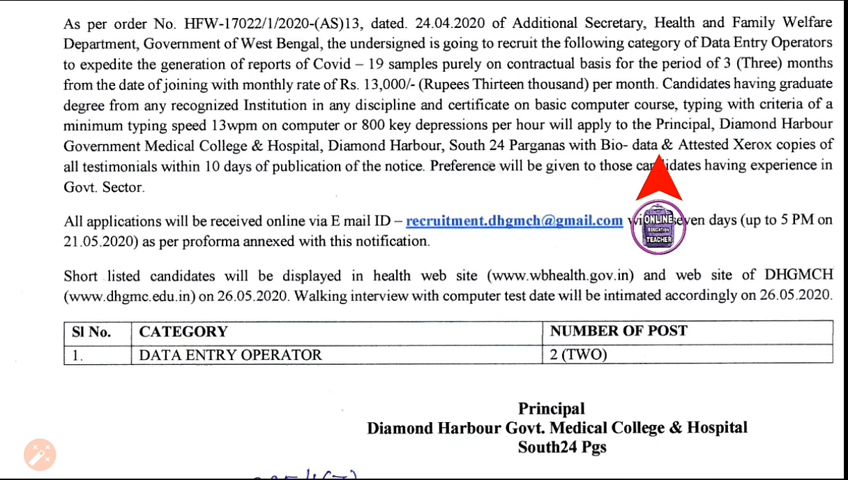 As per order No. HFW-17022/1/2020-(AS)13, dated. 24.04.2020 of Additional Secretary, Health and Family Welfare
Department, Government of West Bengal, the undersigned is going to recruit the following category of Data Entry Operators
to expedite the generation of reports of Covid – 19 samples purely on contractual basis for the period of 3 (Three) months
from the date of joining with monthly rate of Rs. 13,000/- (Rupees Thirteen thousand) per month. Candidates having graduate
degree from any recognized Institution in any discipline and certificate on basic computer course, typing with criteria of a
minimum typing speed 13wpm on computer or 800 key depressions per hour will apply to the Principal, Diamond Harbour
Government Medical College & Hospital, Diamond Harbour, South 24 Parganas with Bio- data & Attested Xerox copies of
all testimonials within 10 days of publication of the notice. Preference will be given to those candidates having experience in
Govt. Sector.
All applications will be received online via E mail ID – recruitment.dhgmch@gmail.com seven days (up to 5 PM on
ONLINE
EDUCATION
TEACHER
21.05.2020) as per proforma annexed with this notification.
Short listed candidates will be displayed in health web site (www.wbhealth.gov.in) and web site of DHGMCH
(www.dhgmc.edu.in) on 26.05.2020. Walking interview with computer test date will be intimated accordingly on 26.05.2020.
Sl No. CATEGORY NUMBER OF POST
1. DATA ENTRY OPERATOR 2 (TWO)
Principal
Diamond Harbour Govt. Medical College & Hospital
South24 Pgs